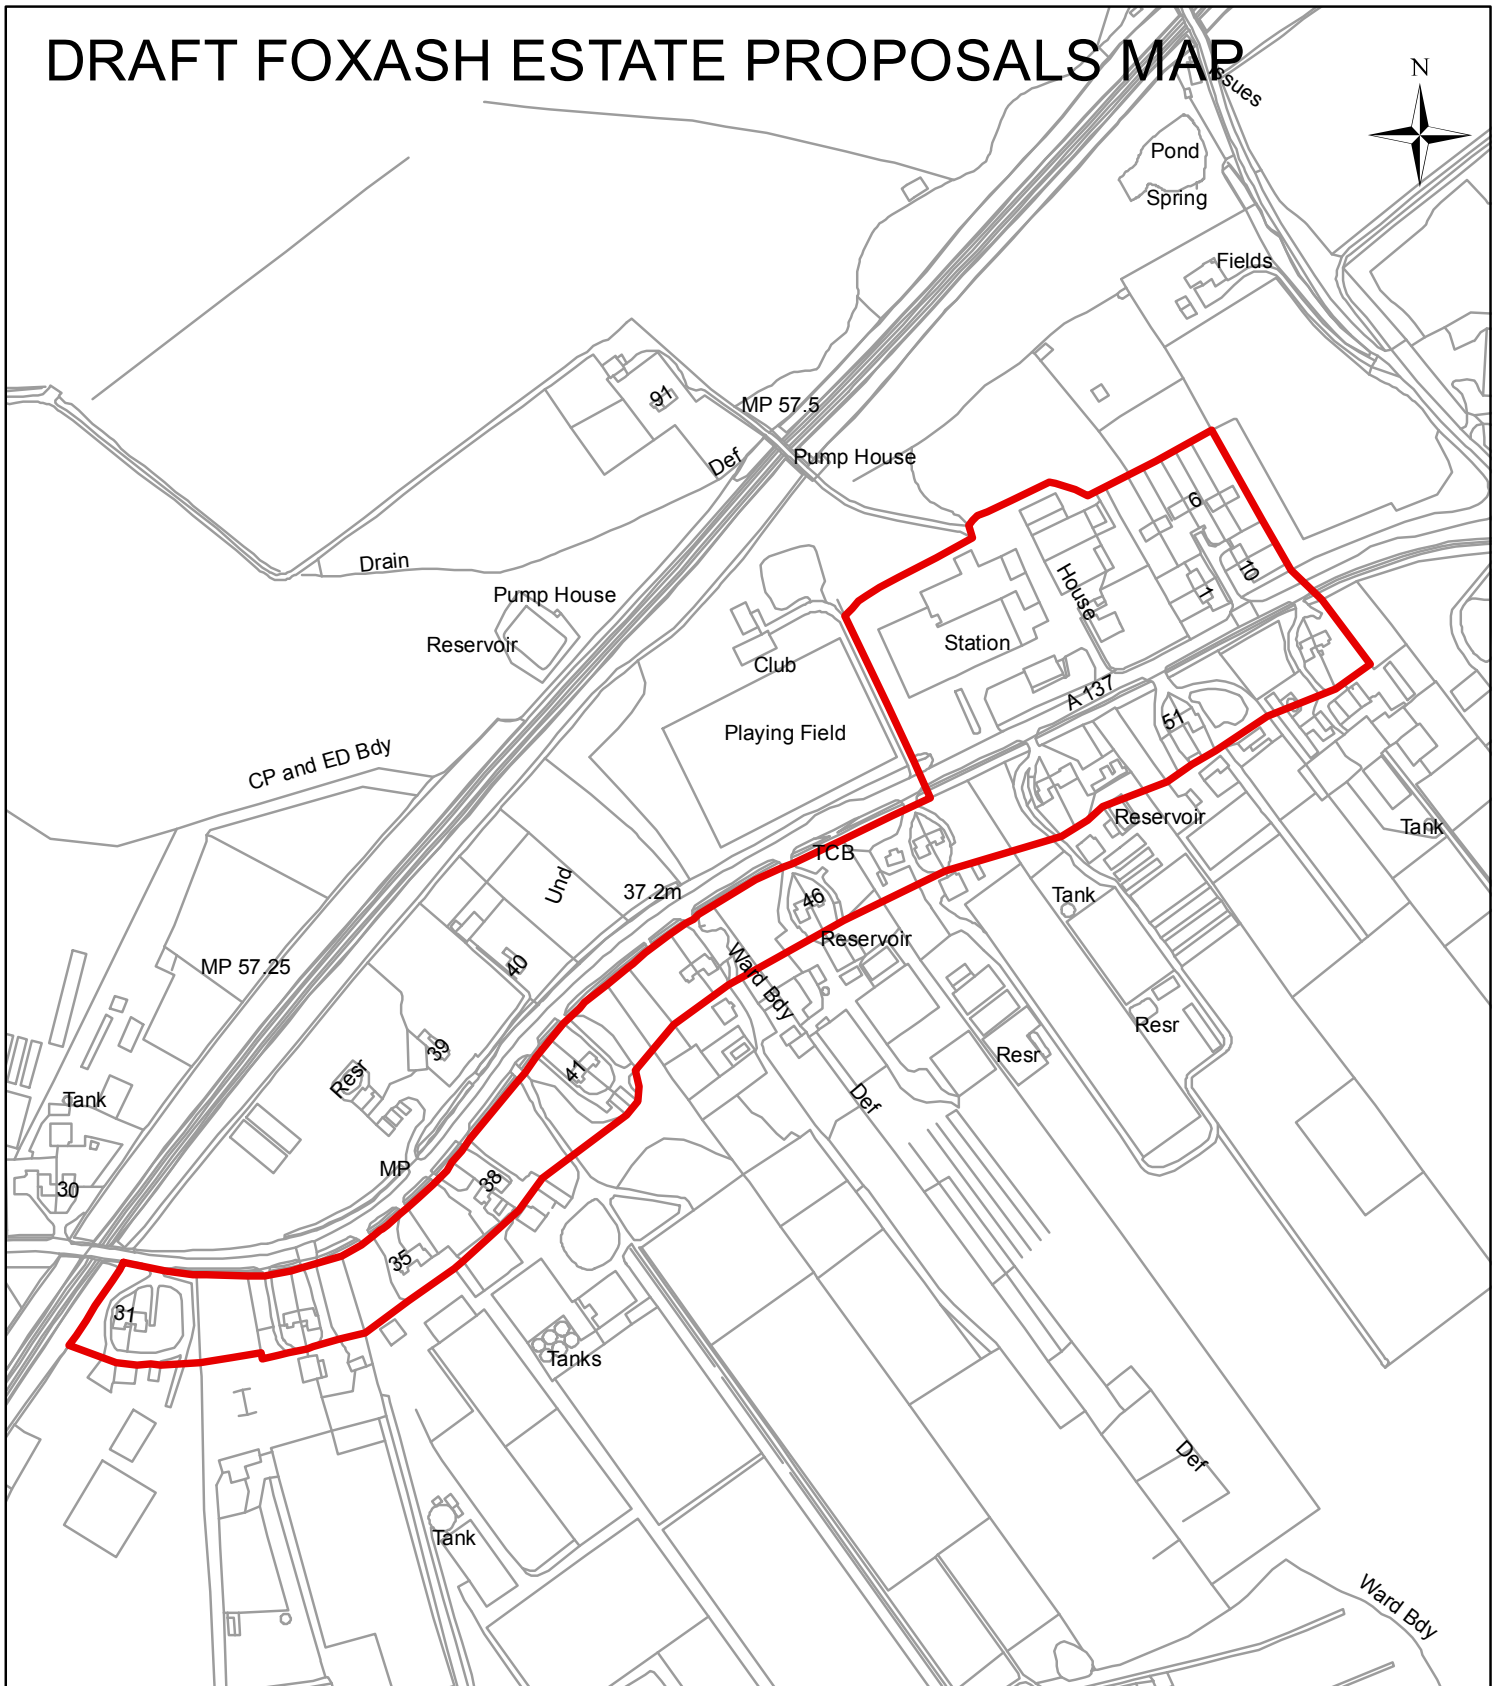 DRAFT FOXASH ESTATE PROPOSALS MAP
N
ssues
Pond
Spring
Fields
91
MP 57.5
Def
Pump House
6
Drain
10
House
1
Pump House
Reservoir
Station
Club
A 137
51
Playing Field
CP and ED Bdy
Reservoir
Tank
TCB
Und
37.2m
46
Tank
Reservoir
40
MP 57.25
Ward Bdy
Resr
39
Resr
41
Resr
Def
Tank
MP
38
30
35
31
Tanks
Def
Tank
Ward Bdy